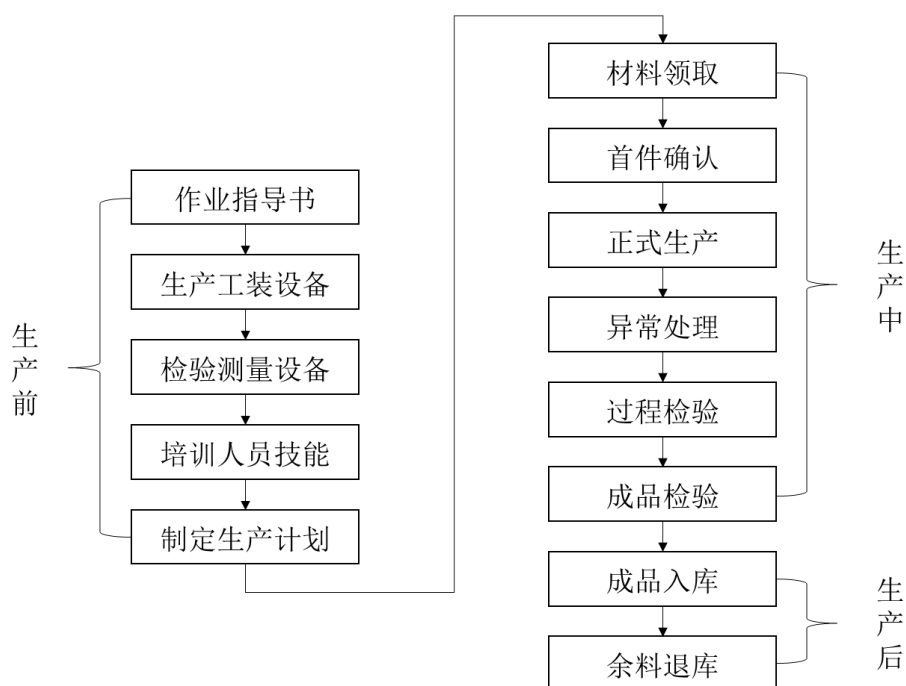 生产前
作业指导书
生产工装设备
检验测量设备
培训人员技能
制定生产计划
材料领取
首件确认
正式生产
异常处理
过程检验
成品检验
生产中
成品入库
余料退库
生产后